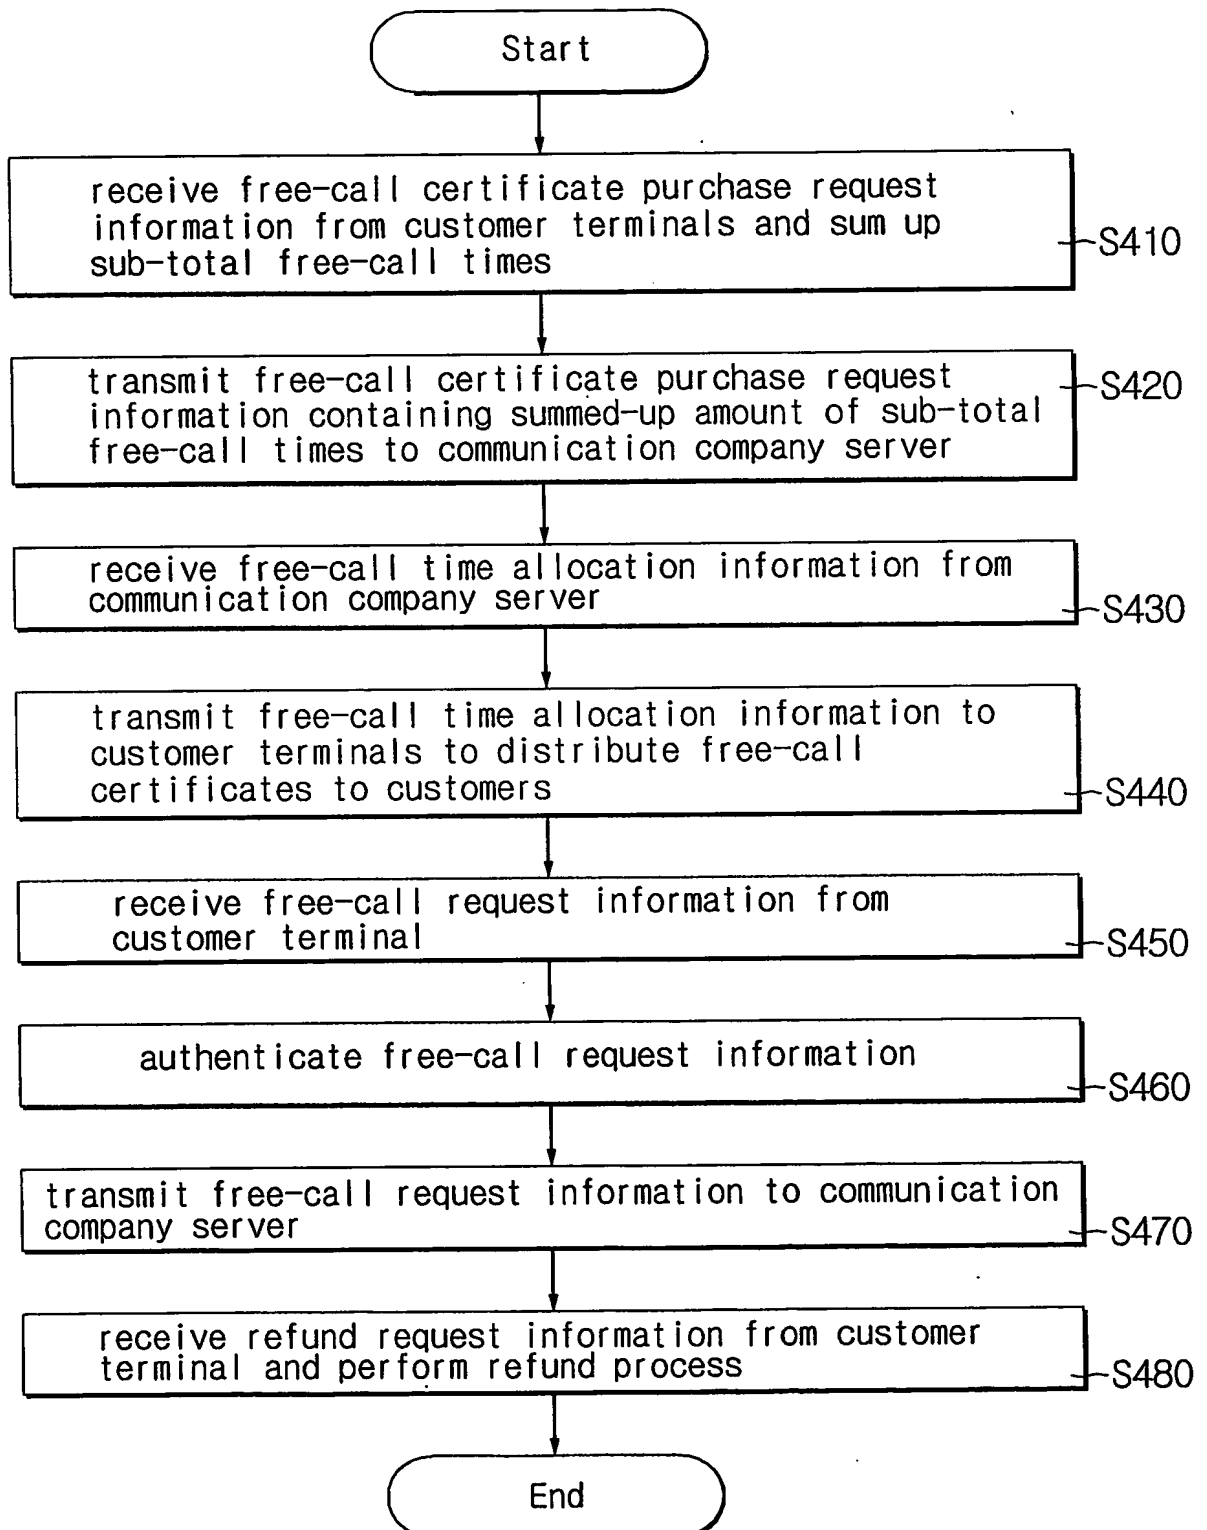 Start
receive free-call certificate purchase request
information from customer terminals and sum up
sub-total free-call times
S410
transmit free-call certificate purchase request
information containing summed-up amount of sub-total
free-call times to communication company server
S420
receive free-call time allocation information from
communication company server
S430
transmit free-call time allocation information to
customer terminals to distribute free-call
certificates to customers
S440
receive free-call request information from
customer terminal
S450
authenticate free-call request information
S460
transmit free-call request information to communication
company server
S470
receive refund request information from customer
terminal and perform refund process
S480
End